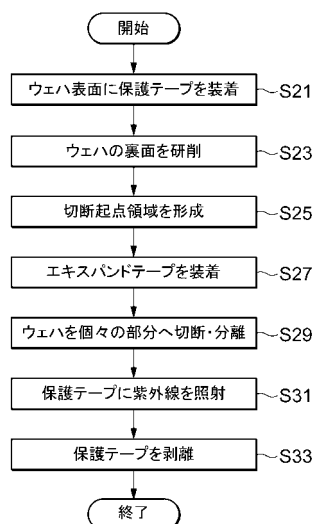 開始
ウェハ表面に保護テープを装着 S21
ウェハの裏面を研削 S23
切断起点領域を形成 S25
エキスパンドテープを装着 S27
ウェハを個々の部分へ切断・分離 S29
保護テープに紫外線を照射 S31
保護テープを剥離 S33
終了